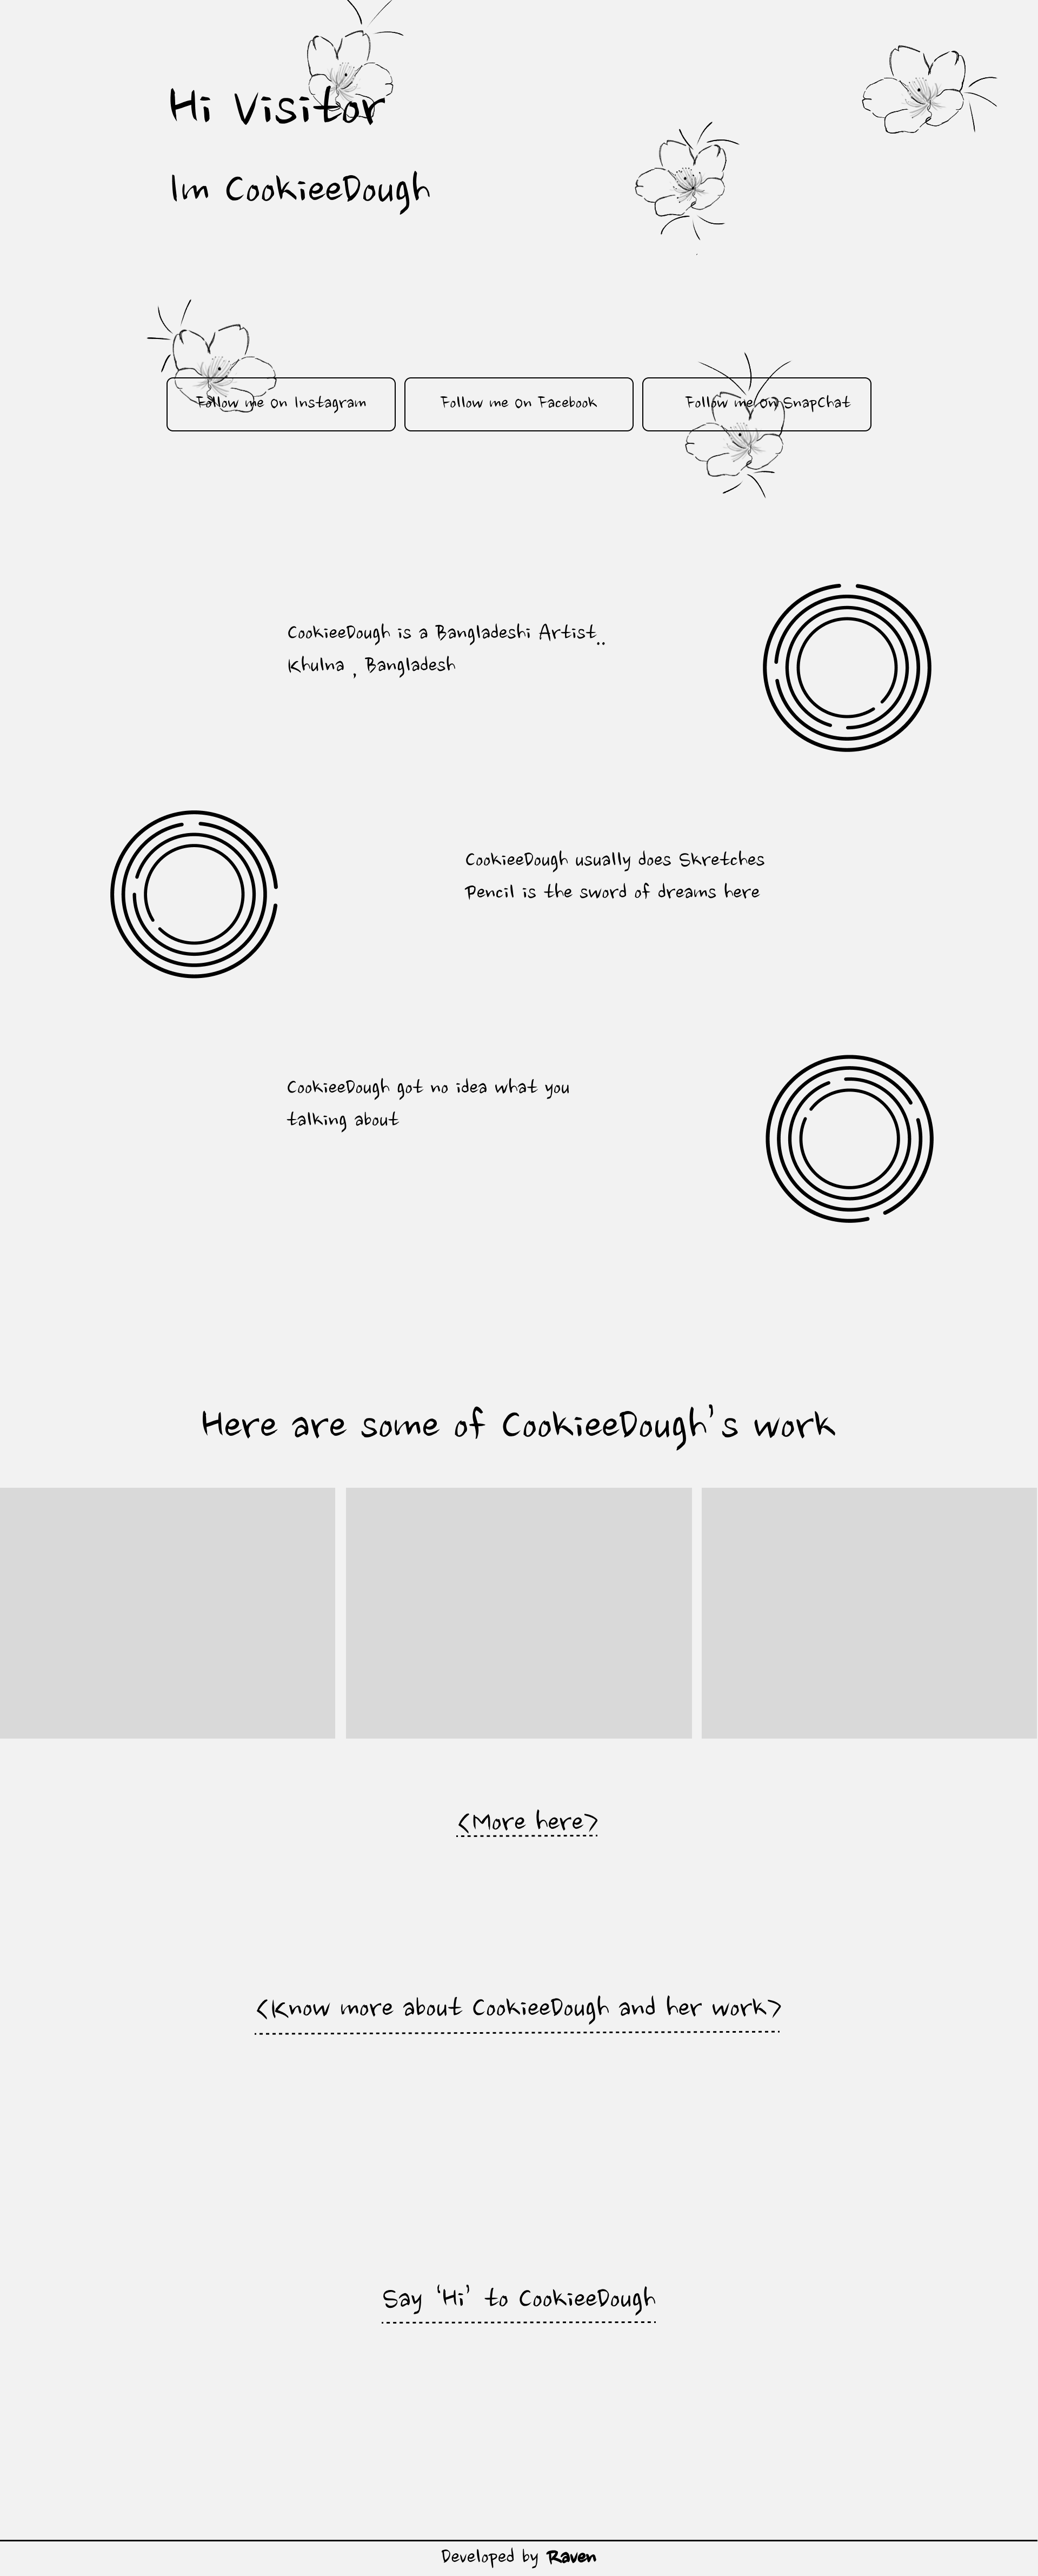 Hi Visitor
Im CookieeDough
Follow me on Instagram
Follow me on Facebook
Follow me on SnapChat
CookieeDough is a Bangladeshi Artist..
Khulna , Bangladesh
CookieeDough usually does Skretches
Pencil is the sword of dreams here
CookieeDough got no idea what you
talking about
Here are some of CookieeDough's work
<More here>
<Know more about CookieeDough and her work>
Say 'Hi' to CookieeDough
Developed by Raven